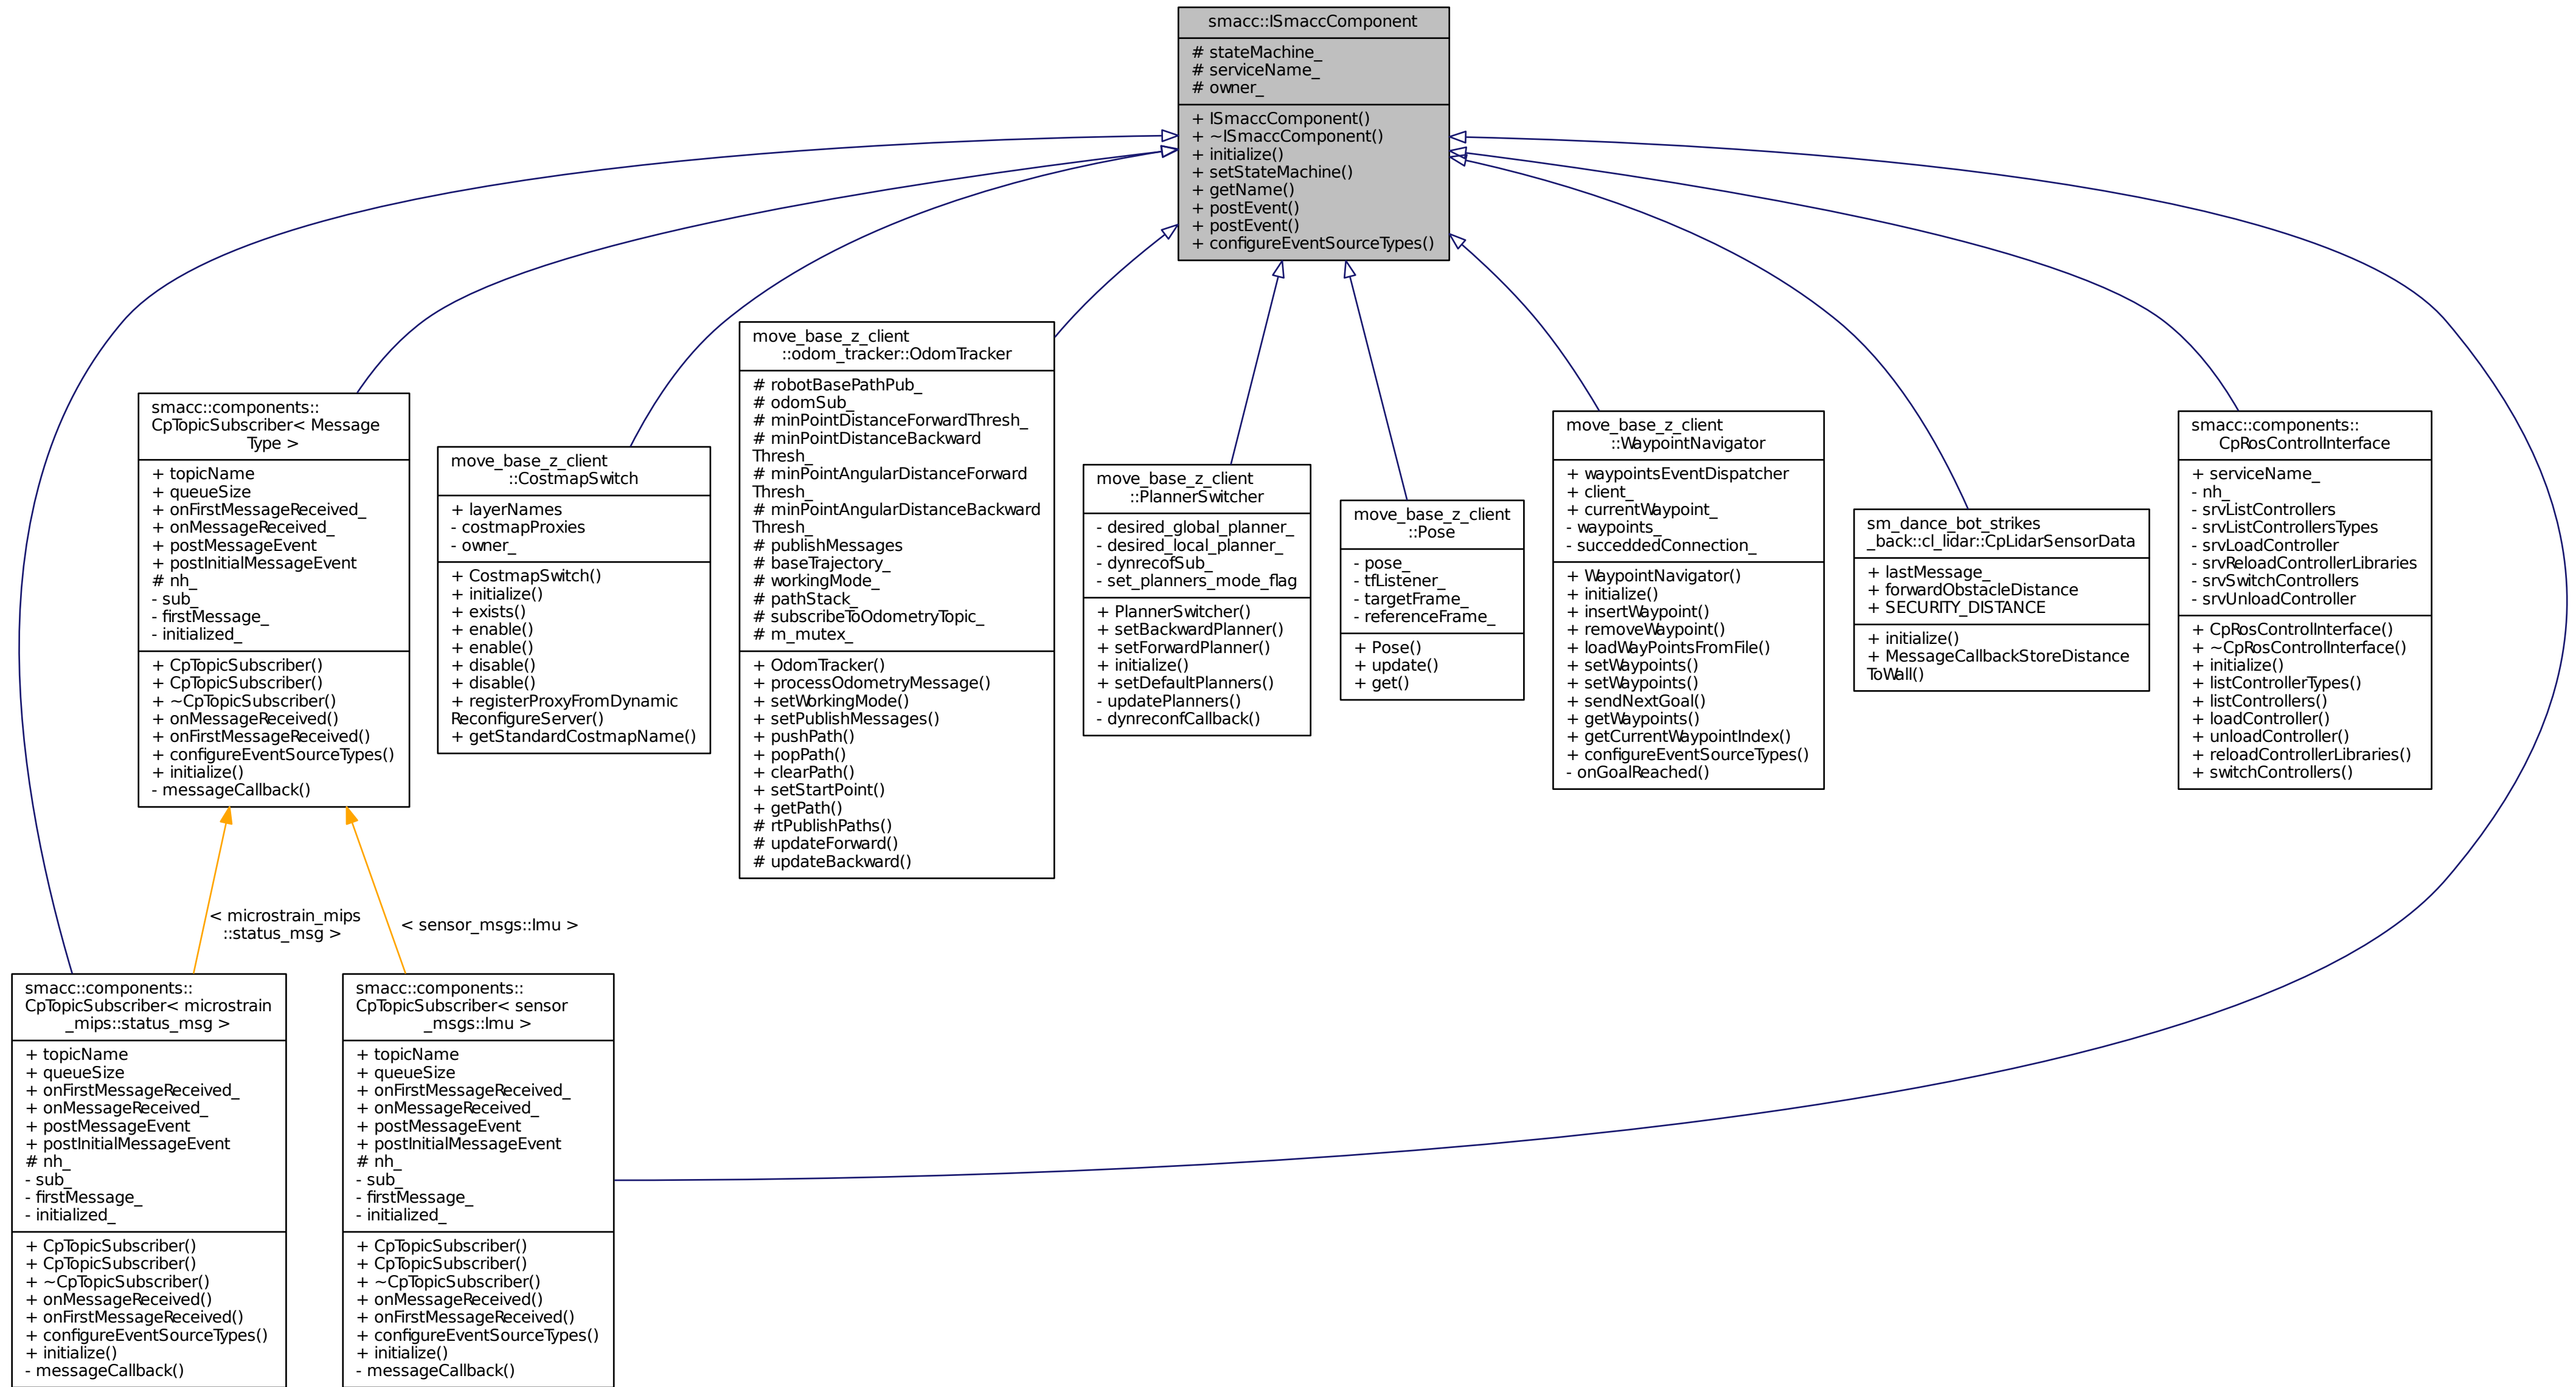 smacc::ISmaccComponent
# stateMachine_
# serviceName_
# owner_
+ ISmaccComponent()
+ ~ISmaccComponent()
+ initialize()
+ setStateMachine()
+ getName()
+ postEvent()
+ postEvent()
+ configureEventSourceTypes()
smacc::components::
CpTopicSubscriber< Message
Type >
+ topicName
+ queueSize
+ onFirstMessageReceived_
+ onMessageReceived_
+ postMessageEvent
+ postInitialMessageEvent
# nh_
- sub_
- firstMessage_
- initialized_
+ CpTopicSubscriber()
+ CpTopicSubscriber()
+ ~CpTopicSubscriber()
+ onMessageReceived()
+ onFirstMessageReceived()
+ configureEventSourceTypes()
+ initialize()
- messageCallback()
move_base_z_client
::CostmapSwitch
+ layerNames
- costmapProxies
- owner_
+ CostmapSwitch()
+ initialize()
+ exists()
+ enable()
+ enable()
+ disable()
+ disable()
+ registerProxyFromDynamic
ReconfigureServer()
+ getStandardCostmapName()
move_base_z_client
::odom_tracker::OdomTracker
# robotBasePathPub_
# odomSub_
# minPointDistanceForwardThresh_
# minPointDistanceBackward
Thresh_
# minPointAngularDistanceForward
Thresh_
# minPointAngularDistanceBackward
Thresh_
# publishMessages
# baseTrajectory_
# workingMode_
# pathStack_
# subscribeToOdometryTopic_
# m_mutex_
+ OdomTracker()
+ processOdometryMessage()
+ setWorkingMode()
+ setPublishMessages()
+ pushPath()
+ popPath()
+ clearPath()
+ setStartPoint()
+ getPath()
# rtPublishPaths()
# updateForward()
# updateBackward()
move_base_z_client
::PlannerSwitcher
- desired_global_planner_
- desired_local_planner_
- dynrecofSub_
- set_planners_mode_flag
+ PlannerSwitcher()
+ setBackwardPlanner()
+ setForwardPlanner()
+ initialize()
+ setDefaultPlanners()
- updatePlanners()
- dynreconfCallback()
move_base_z_client
::Pose
- pose_
- tfListener_
- targetFrame_
- referenceFrame_
+ Pose()
+ update()
+ get()
move_base_z_client
::WaypointNavigator
+ waypointsEventDispatcher
+ client_
+ currentWaypoint_
- waypoints_
- succeddedConnection_
+ WaypointNavigator()
+ initialize()
+ insertWaypoint()
+ removeWaypoint()
+ loadWayPointsFromFile()
+ setWaypoints()
+ setWaypoints()
+ sendNextGoal()
+ getWaypoints()
+ getCurrentWaypointIndex()
+ configureEventSourceTypes()
- onGoalReached()
sm_dance_bot_strikes
_back::cl_lidar::CpLidarSensorData
+ lastMessage_
+ forwardObstacleDistance
+ SECURITY_DISTANCE
+ initialize()
+ MessageCallbackStoreDistance
ToWall()
smacc::components::
CpRosControlInterface
+ serviceName_
- nh_
- srvListControllers
- srvListControllersTypes
- srvLoadController
- srvReloadControllerLibraries
- srvSwitchControllers
- srvUnloadController
+ CpRosControlInterface()
+ ~CpRosControlInterface()
+ initialize()
+ listControllerTypes()
+ listControllers()
+ loadController()
+ unloadController()
+ reloadControllerLibraries()
+ switchControllers()
< microstrain_mips
::status_msg >
< sensor_msgs::Imu >
smacc::components::
CpTopicSubscriber< microstrain
_mips::status_msg >
+ topicName
+ queueSize
+ onFirstMessageReceived_
+ onMessageReceived_
+ postMessageEvent
+ postInitialMessageEvent
# nh_
- sub_
- firstMessage_
- initialized_
+ CpTopicSubscriber()
+ CpTopicSubscriber()
+ ~CpTopicSubscriber()
+ onMessageReceived()
+ onFirstMessageReceived()
+ configureEventSourceTypes()
+ initialize()
- messageCallback()
smacc::components::
CpTopicSubscriber< sensor
_msgs::Imu >
+ topicName
+ queueSize
+ onFirstMessageReceived_
+ onMessageReceived_
+ postMessageEvent
+ postInitialMessageEvent
# nh_
- sub_
- firstMessage_
- initialized_
+ CpTopicSubscriber()
+ CpTopicSubscriber()
+ ~CpTopicSubscriber()
+ onMessageReceived()
+ onFirstMessageReceived()
+ configureEventSourceTypes()
+ initialize()
- messageCallback()